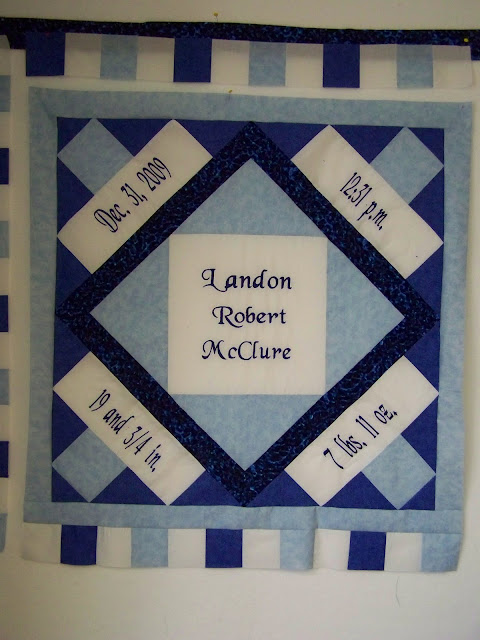 Dec. 31, 2009
12:31 p.m.
Landon
Robert
McClure
19 and 3/4 in.
7 lbs. 11 oz.